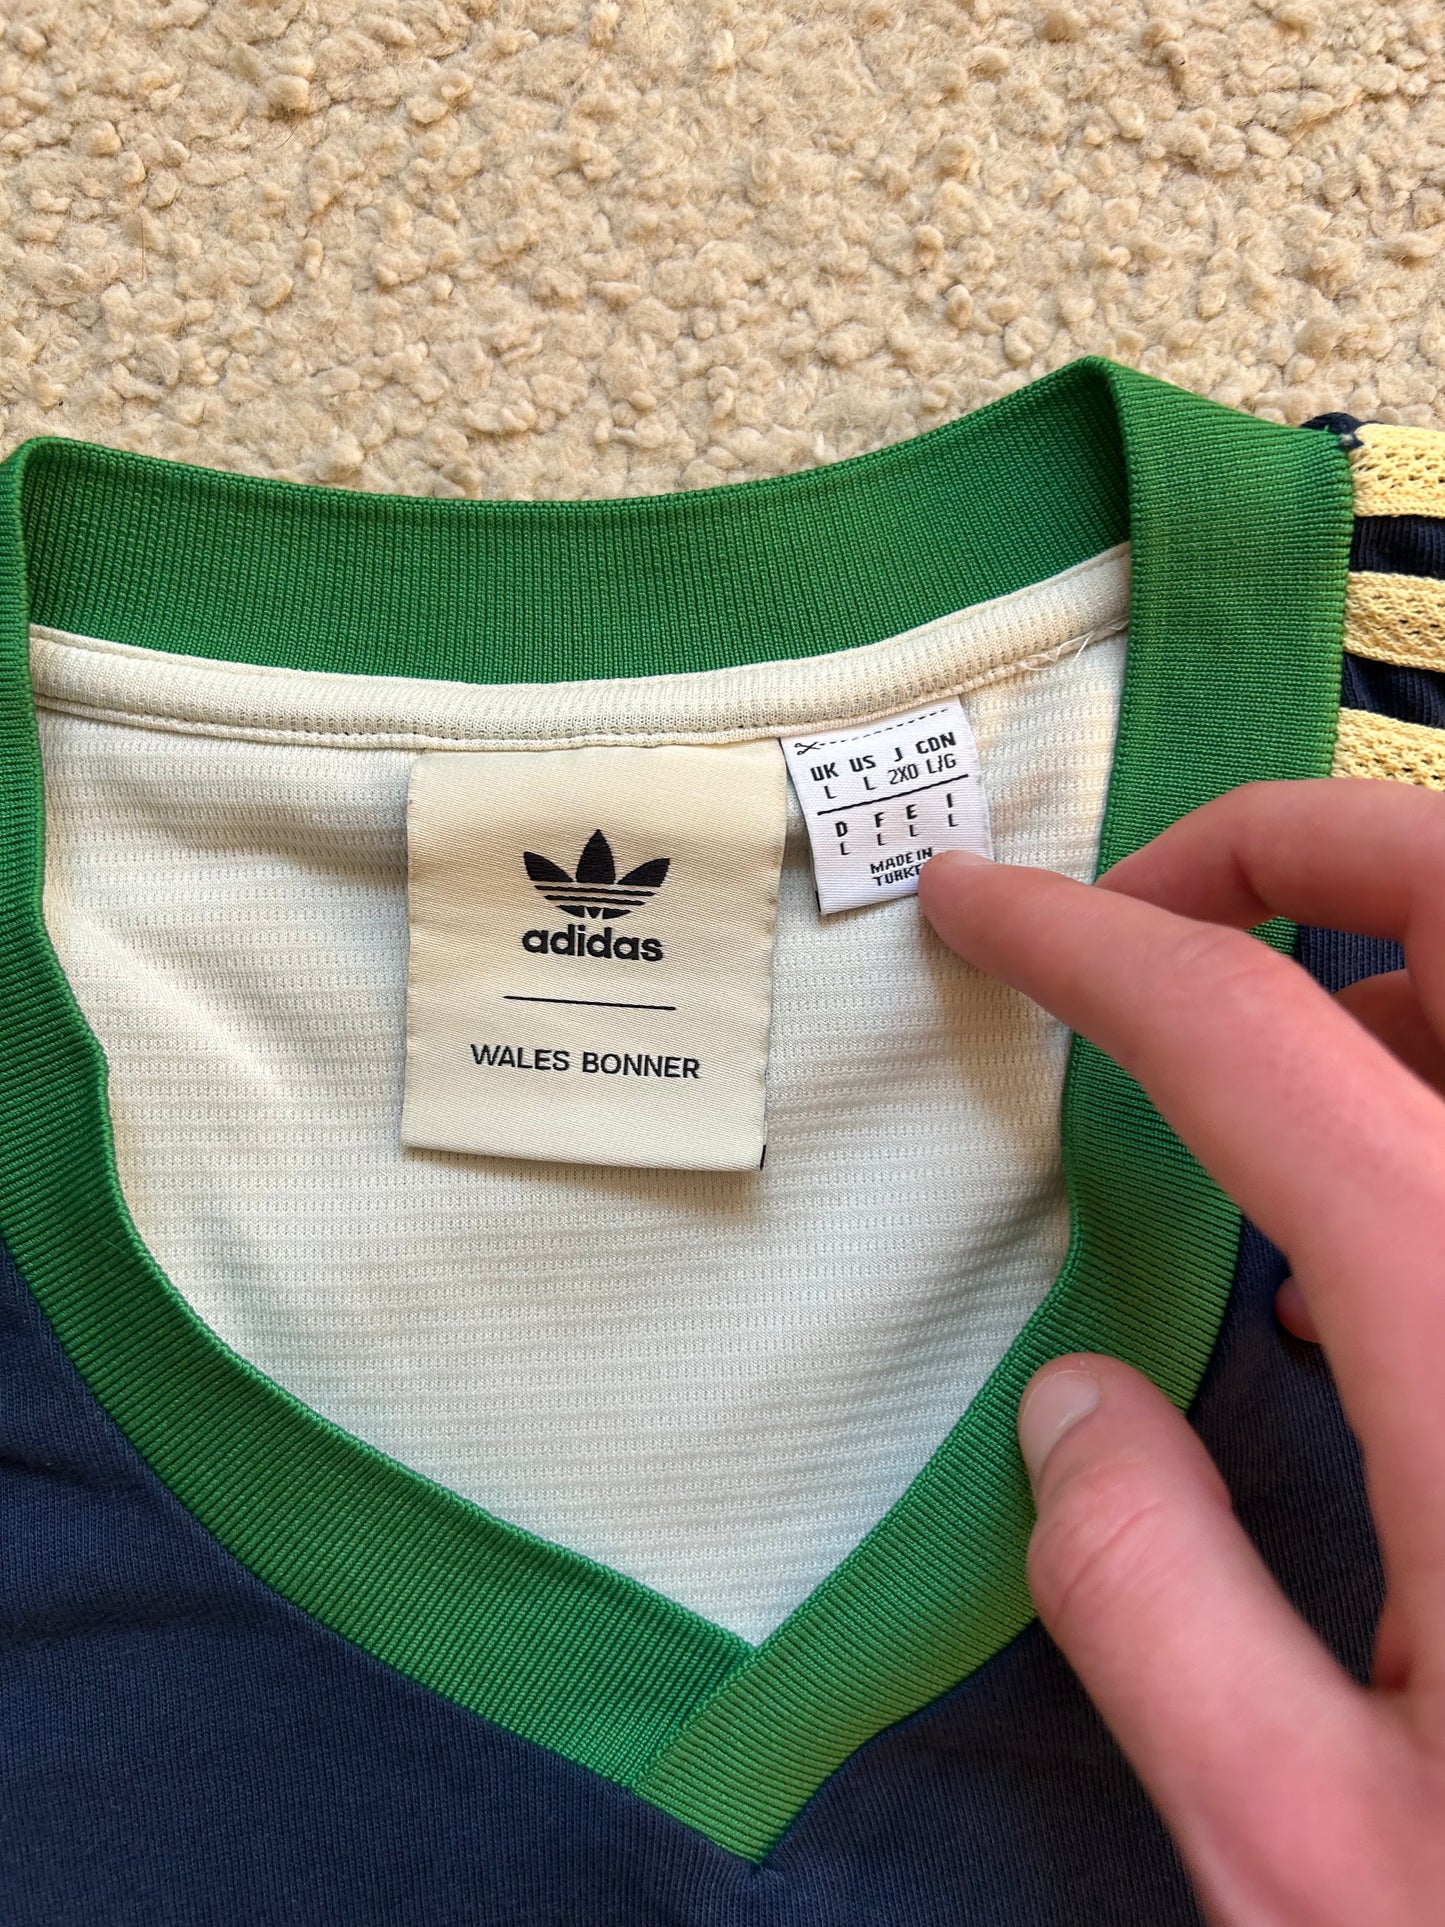 adidas
WALES BONNER
UK US J CDN
L L 2XO L/G
D F E I
L L L L
MADE IN